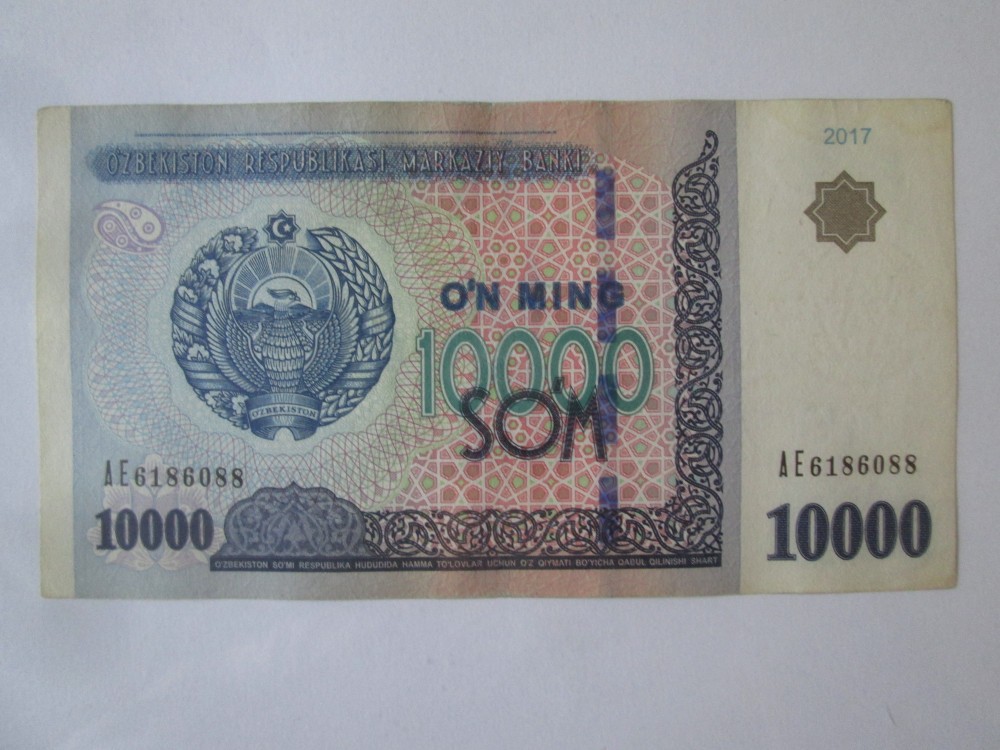 O'ZBEKISTON RESPUBLIKASI MARKAZIY BANKI
2017
O'N MING
10000
SO'M
O'ZBEKISTON
AE6186088
AE6186088
10000
10000
O'ZBEKISTON SO'MI RESPUBLIKA HUDUDIDA HAMMA TO'LOVLAR UCHUN O'Z QIYMATI BO'YICHA QABUL QILINISHI SHART